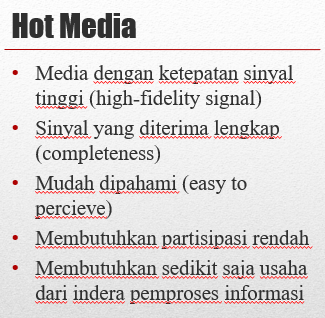 Hot Media
• Media dengan ketepatan sinyal
tinggi (high-fidelity signal)
• Sinyal yang diterima lengkap
(completeness)
• Mudah dipahami (easy to
percieve)
• Membutuhkan partisipasi rendah
• Membutuhkan sedikit saja usaha
dari indera pemproses informasi